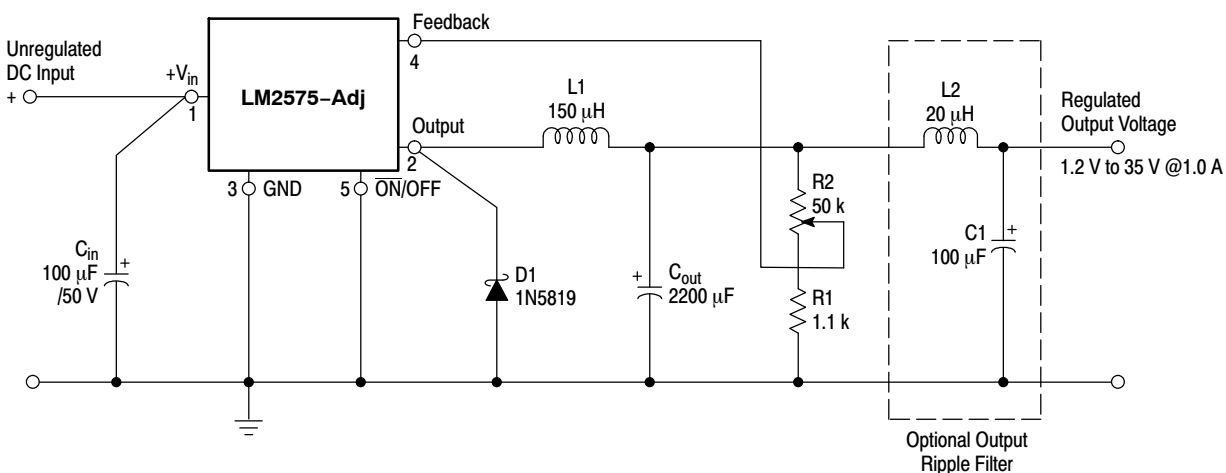 Feedback
4
Unregulated
DC Input
+
+Vin
1
LM2575−Adj
Output
2
3
GND
5
ON/OFF
L1
150 μH
L2
20 μH
Regulated
Output Voltage
1.2 V to 35 V @1.0 A
R2
50 k
Cin
100 μF
/50 V
+
D1
1N5819
+
Cout
2200 μF
R1
1.1 k
C1
100 μF
+
Optional Output
Ripple Filter